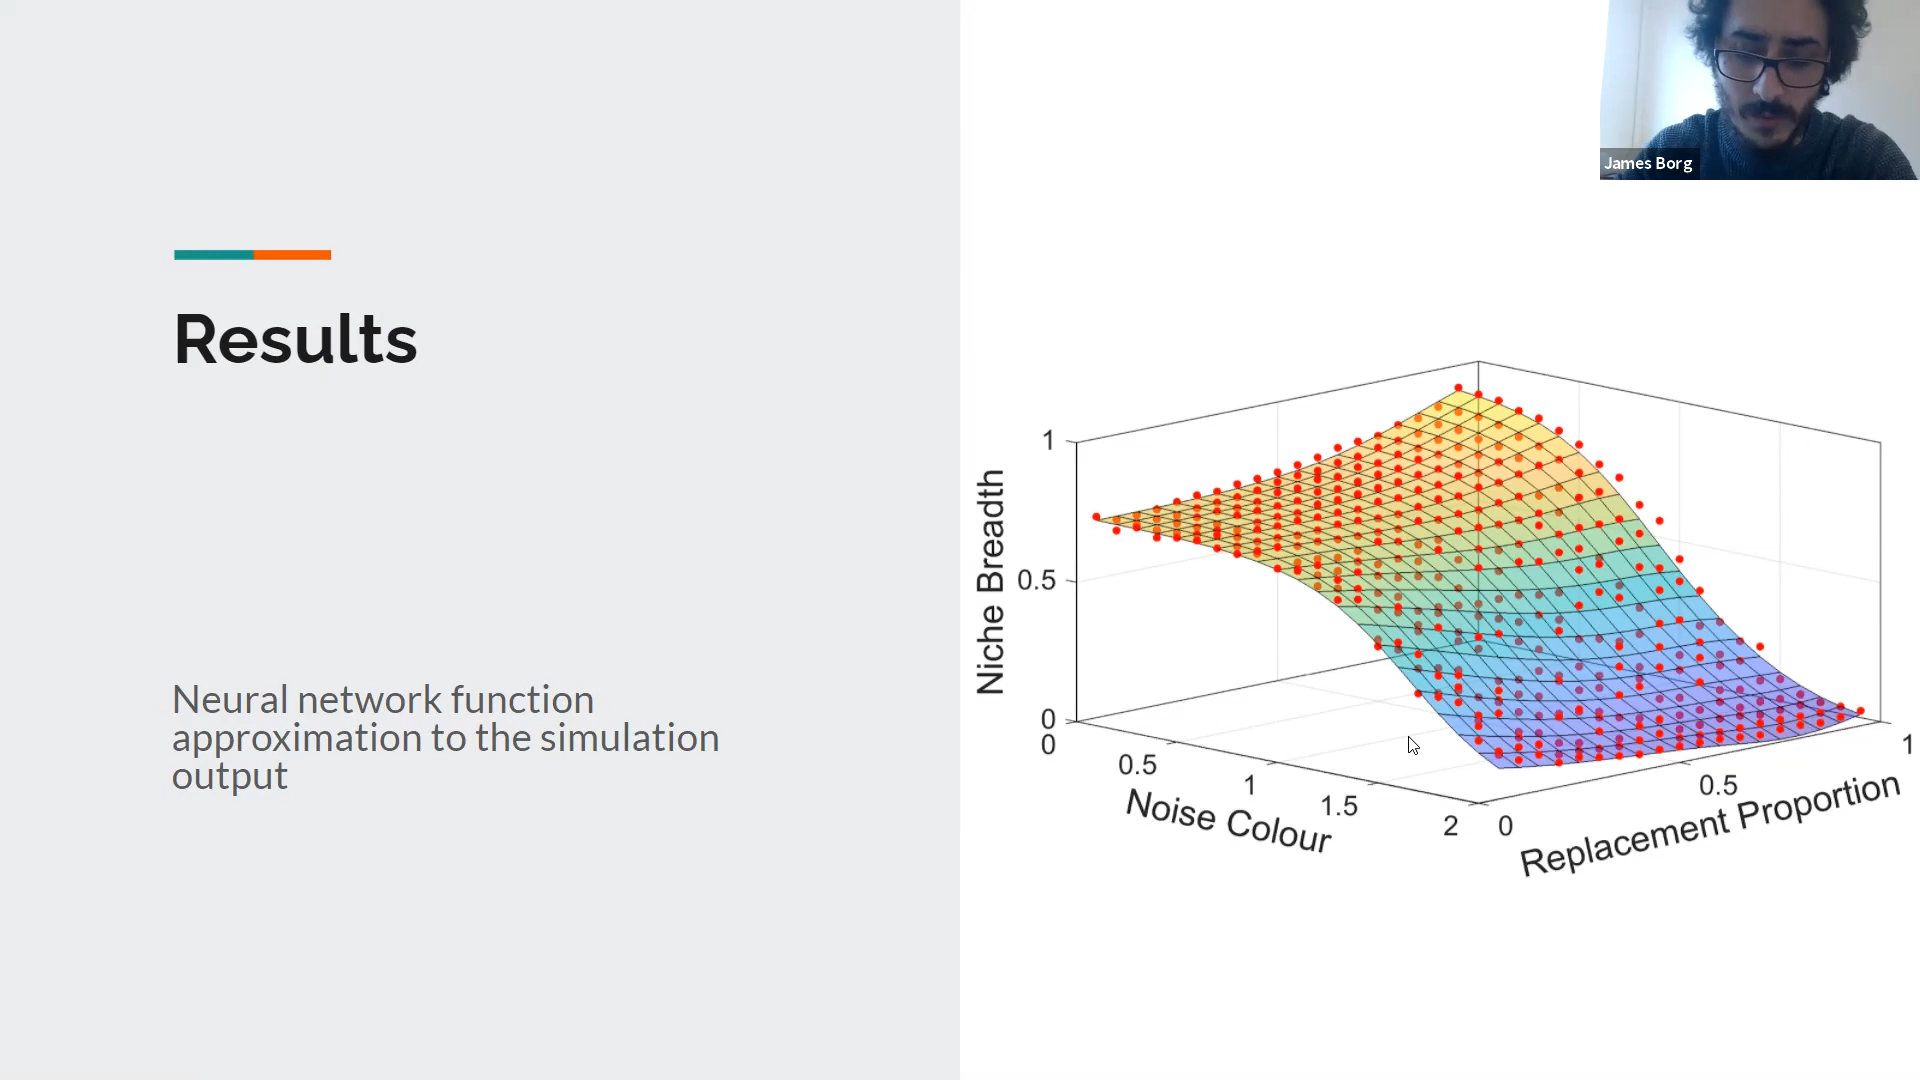 James Borg
Results
Neural network function
approximation to the simulation
output
Niche Breadth
1
0.5
0
0
0.5
1
1.5
2
Noise Colour
0
0.5
1
Replacement Proportion